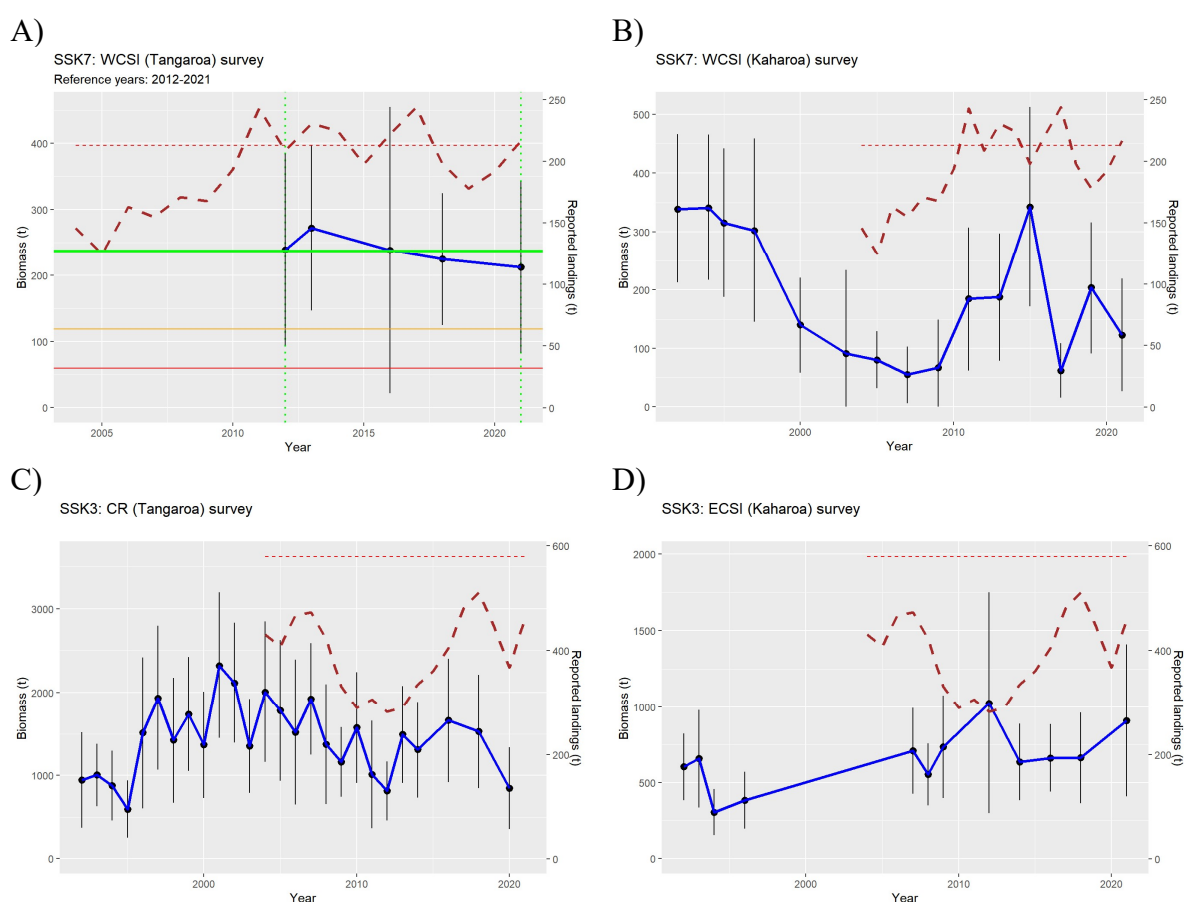 A)
SSK7: WCSI (Tangaroa) survey
Reference years: 2012-2021
400
300
200
100
0
Biomass (t)
250
200
150
100
50
0
Reported landings (t)
2005
2010
2015
2020
Year
B)
SSK7: WCSI (Kaharoa) survey
500
400
300
200
100
0
Biomass (t)
250
200
150
100
50
0
Reported landings (t)
2000
2010
2020
Year
C)
SSK3: CR (Tangaroa) survey
3000
2000
1000
0
Biomass (t)
600
400
200
0
Reported landings (t)
2000
2010
2020
Year
D)
SSK3: ECSI (Kaharoa) survey
2000
1500
1000
500
0
Biomass (t)
600
400
200
0
Reported landings (t)
2000
2010
2020
Year